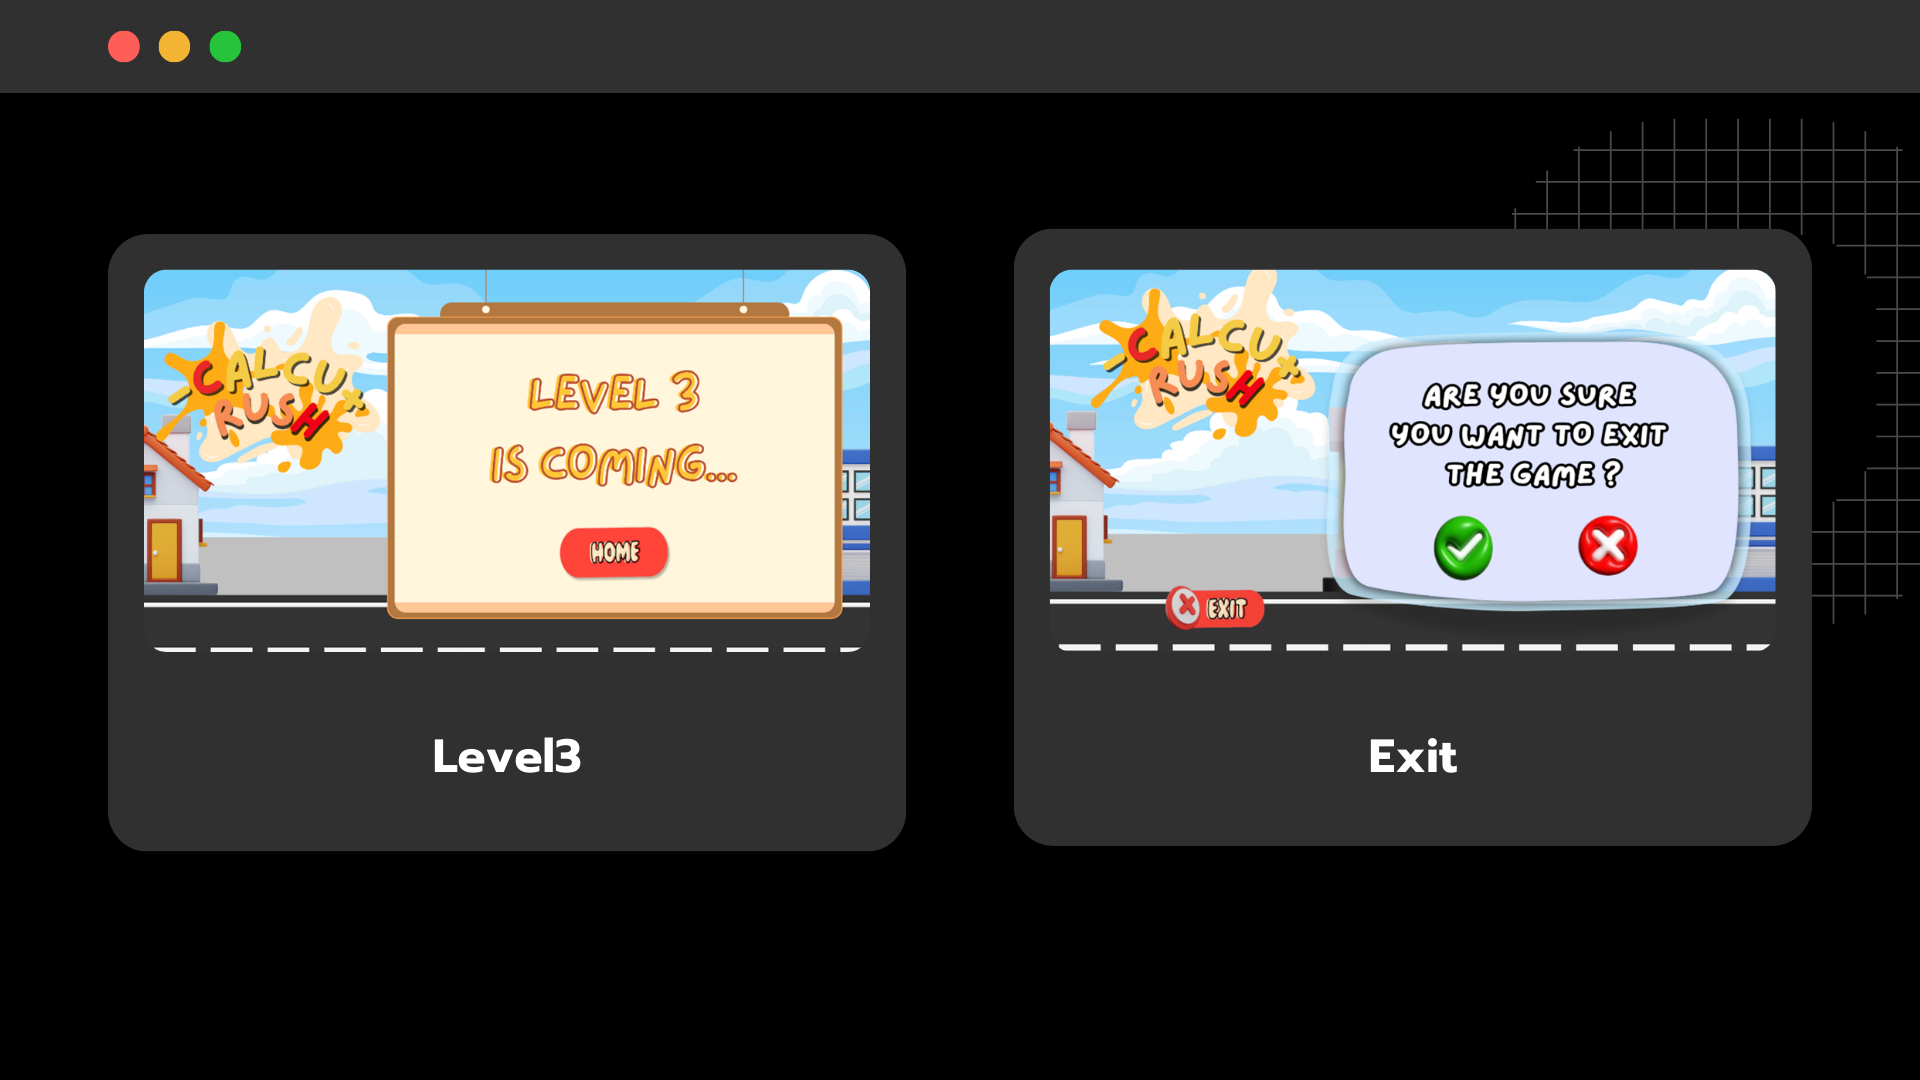 CALCU
RUSH
LEVEL 3
IS COMING...
HOME
Level3
CALCU
RUSH
ARE YOU SURE
YOU WANT TO EXIT
THE GAME ?
EXIT
Exit